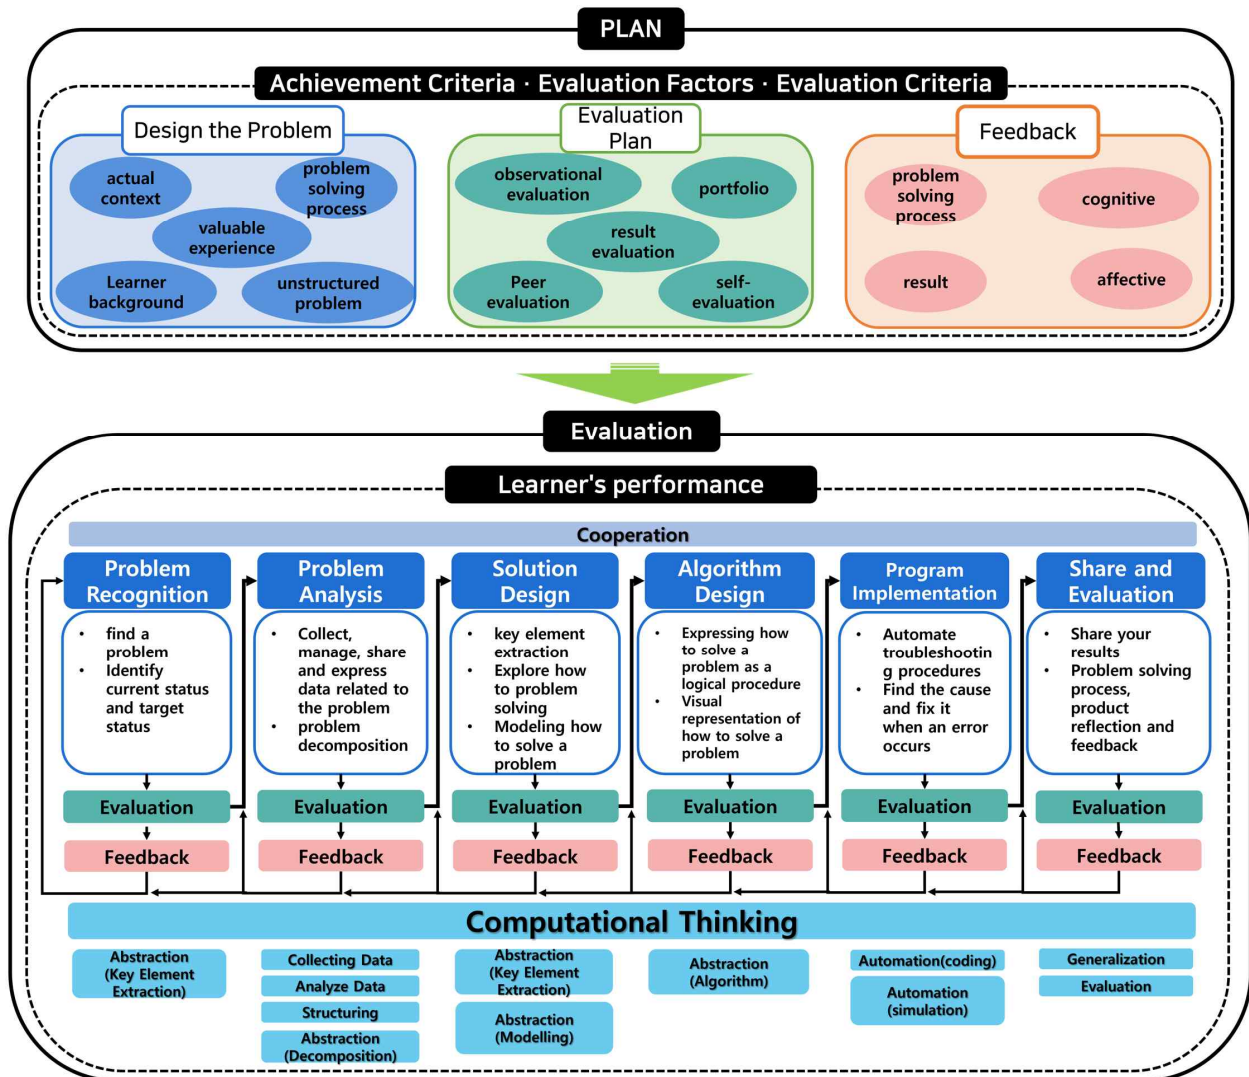 PLAN
Achievement Criteria · Evaluation Factors · Evaluation Criteria
Design the Problem
actual
context
problem
solving
process
valuable
experience
Learner
background
unstructured
problem
Evaluation
Plan
observational
evaluation
portfolio
result
evaluation
Peer
evaluation
self-
evaluation
Feedback
problem
solving
process
cognitive
result
affective
Evaluation
Learner's performance
Cooperation
Problem
Recognition
• find a
problem
• Identify
current status
and target
status
Evaluation
Feedback
Problem
Analysis
• Collect,
manage, share
and express
data related to
the problem
• problem
decomposition
Evaluation
Feedback
Solution
Design
• key element
extraction
• Explore how
to problem
solving
• Modeling how
to solve a
problem
Evaluation
Feedback
Algorithm
Design
• Expressing how
to solve a
problem as a
logical procedure
• Visual
representation of
how to solve a
problem
Evaluation
Feedback
Program
Implementation
• Automate
troubleshootin
g procedures
• Find the cause
and fix it
when an error
occurs
Evaluation
Feedback
Share and
Evaluation
• Share your
results
• Problem solving
process,
product
reflection and
feedback
Evaluation
Feedback
Computational Thinking
Abstraction
(Key Element
Extraction)
Collecting Data
Analyze Data
Structuring
Abstraction
(Decomposition)
Abstraction
(Key Element
Extraction)
Abstraction
(Modelling)
Abstraction
(Algorithm)
Automation(coding)
Automation
(simulation)
Generalization
Evaluation